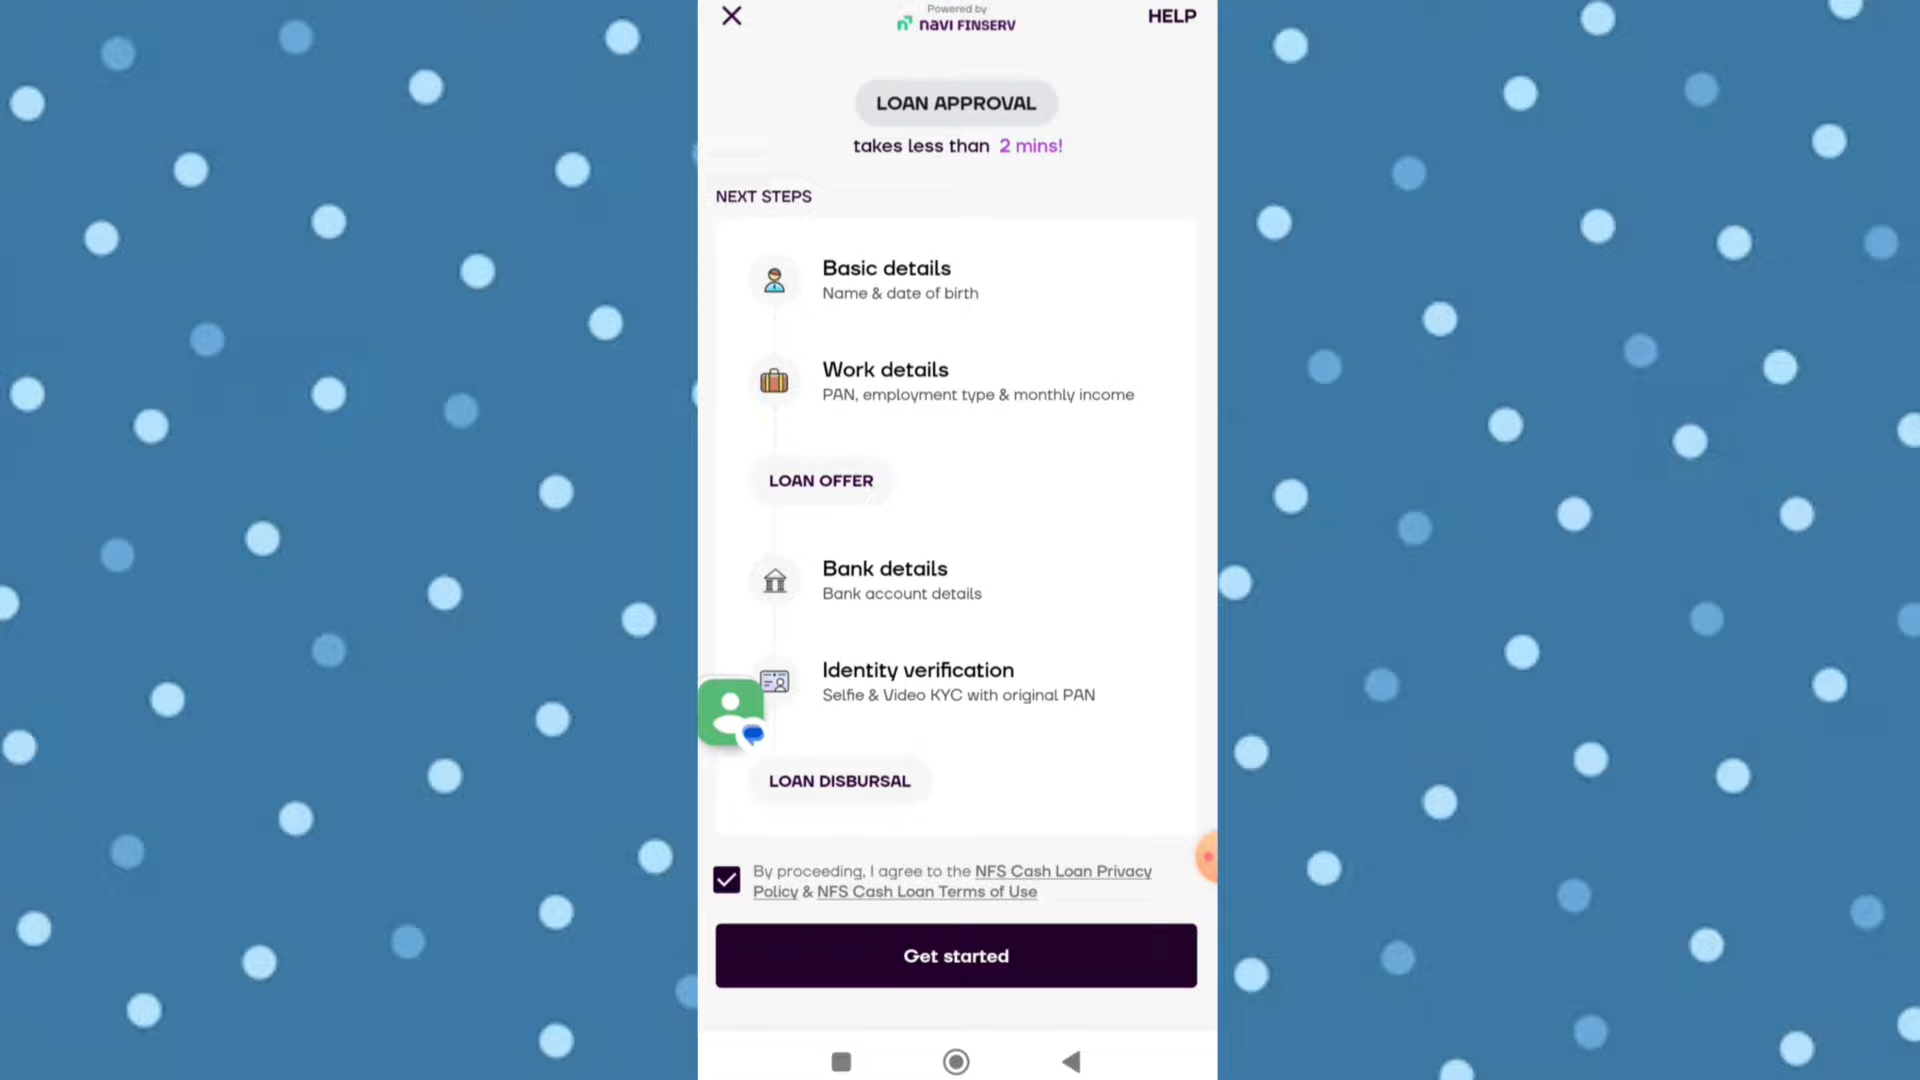 Powered by
navi FINSERV
HELP
LOAN APPROVAL
takes less than 2 mins!
NEXT STEPS
Basic details
Name & date of birth
Work details
PAN, employment type & monthly income
LOAN OFFER
Bank details
Bank account details
Identity verification
Selfie & Video KYC with original PAN
LOAN DISBURSAL
By proceeding, I agree to the NFS Cash Loan Privacy
Policy & NFS Cash Loan Terms of Use
Get started